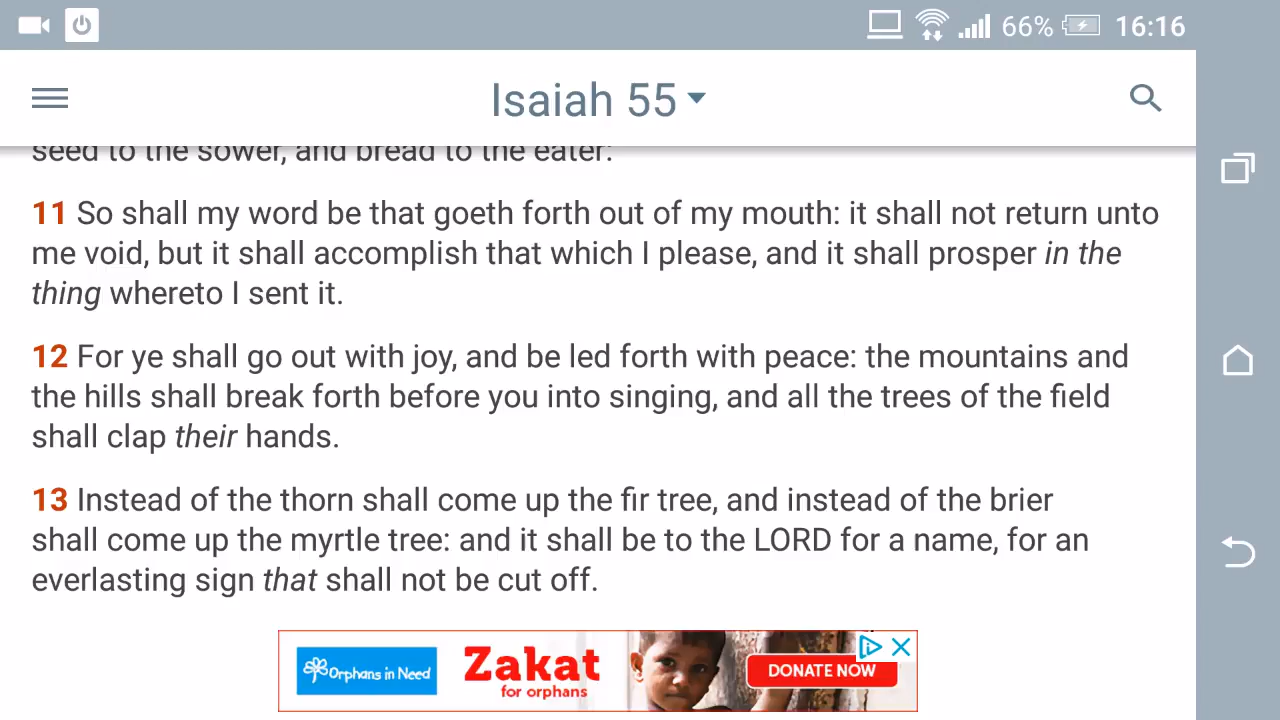 66% 16:16
Isaiah 55
seed to the sower, and bread to the eater:
11 So shall my word be that goeth forth out of my mouth: it shall not return unto
me void, but it shall accomplish that which I please, and it shall prosper in the
thing whereto I sent it.
12 For ye shall go out with joy, and be led forth with peace: the mountains and
the hills shall break forth before you into singing, and all the trees of the field
shall clap their hands.
13 Instead of the thorn shall come up the fir tree, and instead of the brier
shall come up the myrtle tree: and it shall be to the LORD for a name, for an
everlasting sign that shall not be cut off.
Orphans in Need
Zakat
for orphans
DONATE NOW